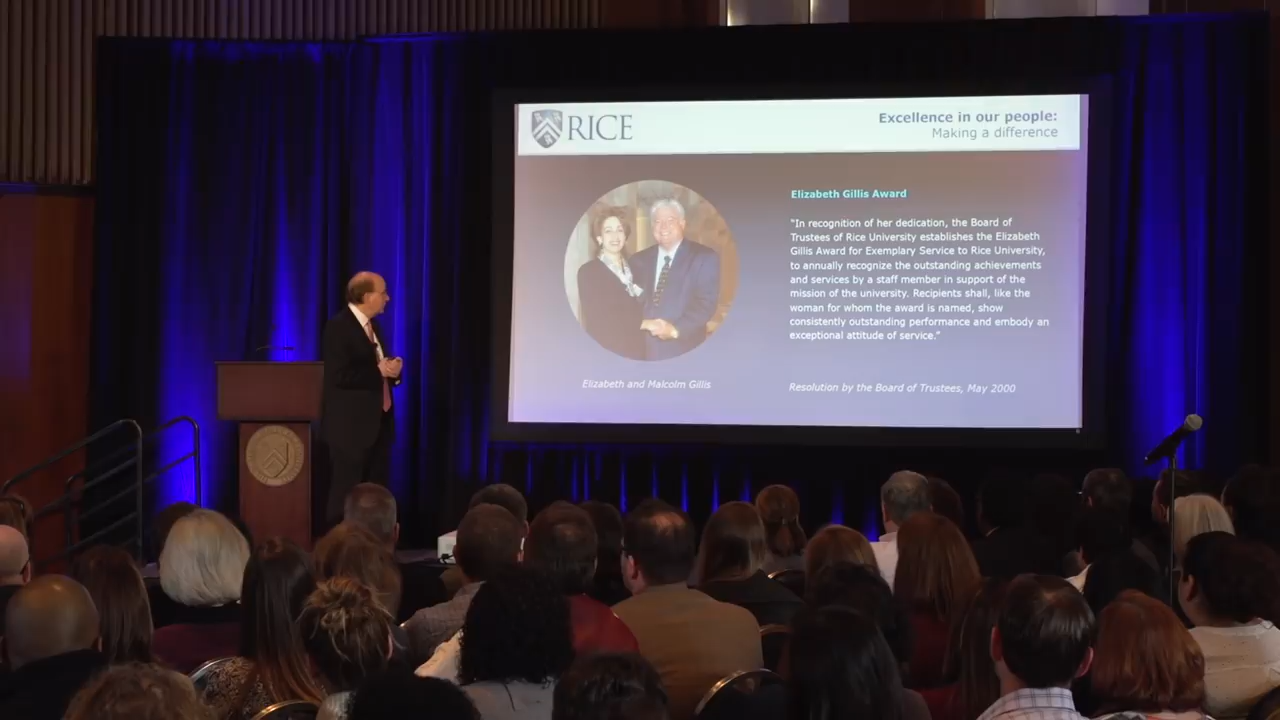 RICE
Excellence in our people:
Making a difference
Elizabeth Gillis Award
“In recognition of her dedication, the Board of
Trustees of Rice University establishes the Elizabeth
Gillis Award for Exemplary Service to Rice University,
to annually recognize the outstanding achievements
and services by a staff member in support of the
mission of the university. Recipients shall, like the
woman for whom the award is named, show
consistently outstanding performance and embody an
exceptional attitude of service.”
Elizabeth and Malcolm Gillis
Resolution by the Board of Trustees, May 2000